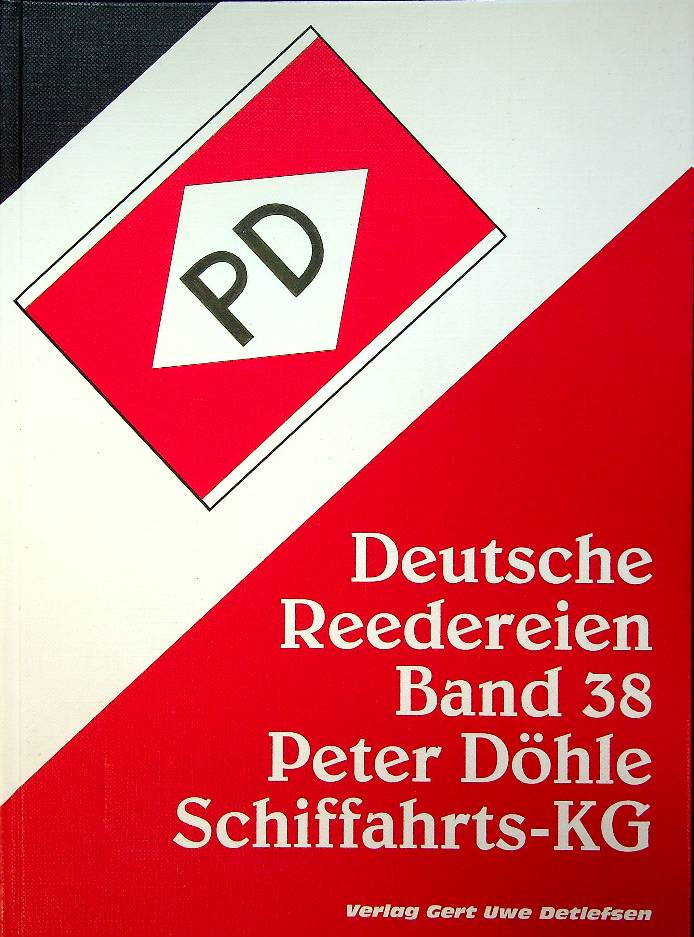 PD
Deutsche
Reedereien
Band 38
Peter Döhle
Schiffahrts-KG
Verlag Gert Uwe Detlefsen